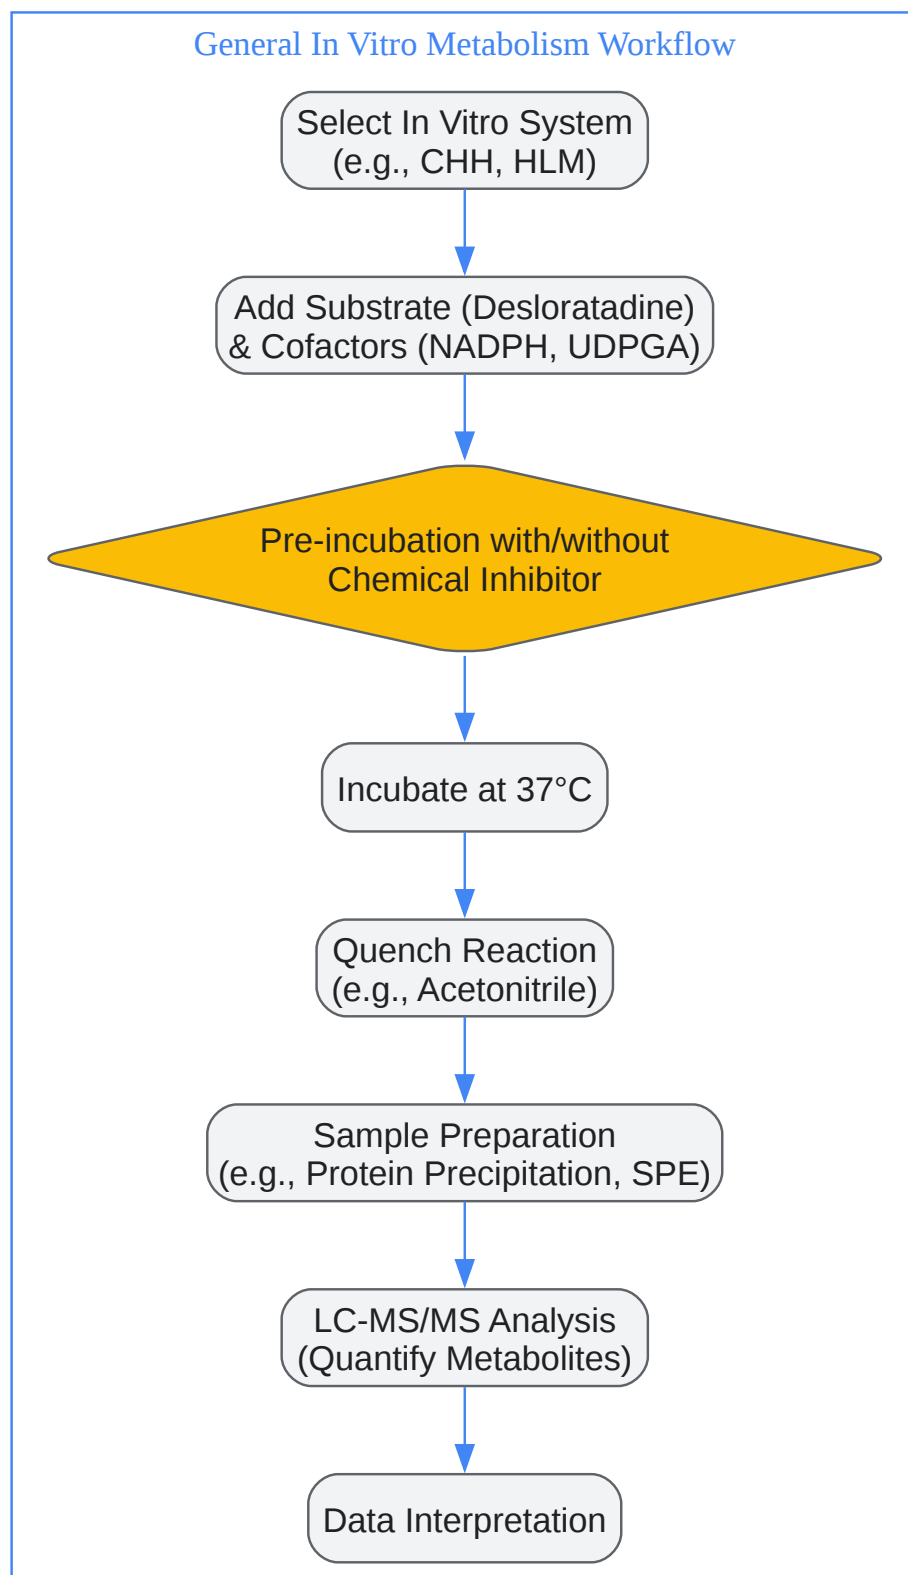 General In Vitro Metabolism Workflow
Select In Vitro System
(e.g., CHH, HLM)
Add Substrate (Desloratadine)
& Cofactors (NADPH, UDPGA)
Pre-incubation with/without
Chemical Inhibitor
Incubate at 37°C
Quench Reaction
(e.g., Acetonitrile)
Sample Preparation
(e.g., Protein Precipitation, SPE)
LC-MS/MS Analysis
(Quantify Metabolites)
Data Interpretation